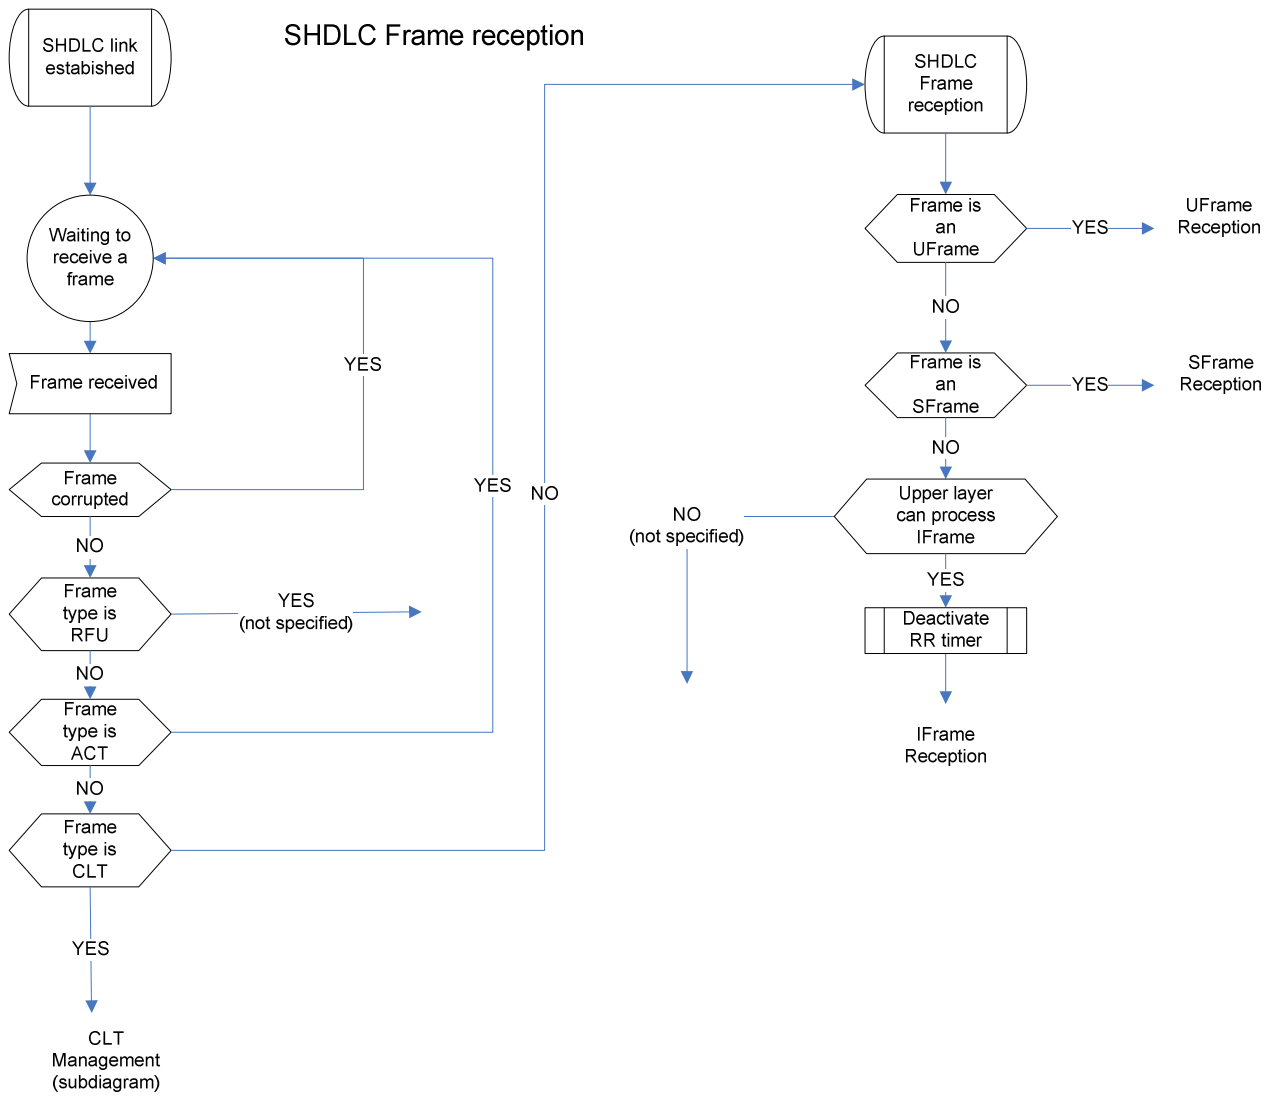 SHDLC Frame reception
SHDLC link
estabished
Waiting to
receive a
frame
YES
Frame received
Frame
corrupted
NO
YES
NO
Frame
type is
RFU
YES
(not specified)
NO
Frame
type is
ACT
NO
Frame
type is
CLT
YES
CLT
Management
(subdiagram)
SHDLC
Frame
reception
Frame is
an
UFrame
YES
UFrame
Reception
NO
Frame is
an
SFrame
YES
SFrame
Reception
NO
Upper layer
can process
IFrame
NO
(not specified)
YES
Deactivate
RR timer
IFrame
Reception